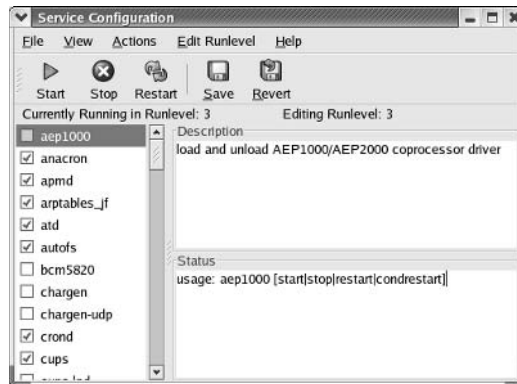 Service Configuration
File View Actions Edit Runlevel Help
Start Stop Restart Save Revert
Currently Running in Runlevel: 3 Editing Runlevel: 3
aep1000
anacron
apmd
arptables_jf
atd
autofs
bcm5820
chargen
chargen-udp
crond
cups
Description
load and unload AEP1000/AEP2000 coprocessor driver
Status
usage: aep1000 [start|stop|restart|condrestart]